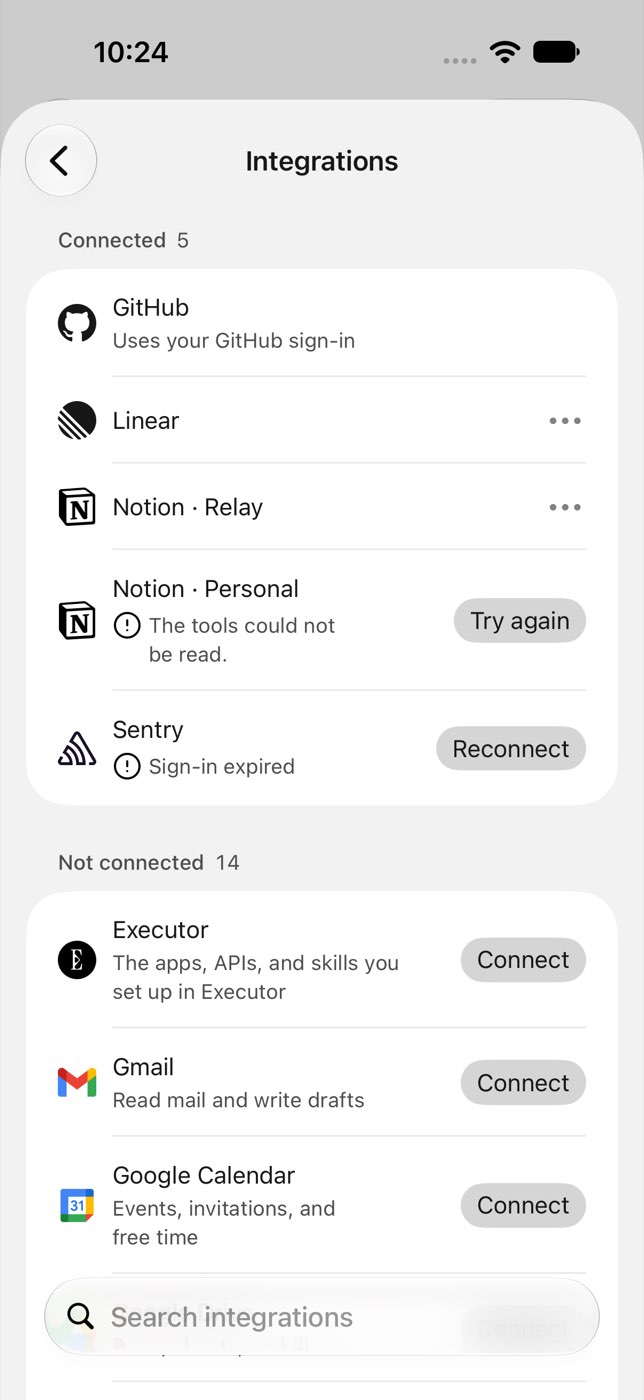 10:24
Integrations
Connected 5
GitHub
Uses your GitHub sign-in
Linear
Notion · Relay
Notion · Personal
The tools could not
be read.
Try again
Sentry
Sign-in expired
Reconnect
Not connected 14
Executor
The apps, APIs, and skills you
set up in Executor
Connect
Gmail
Read mail and write drafts
Connect
Google Calendar
Events, invitations, and
free time
Connect
31
Search integrations
Connect